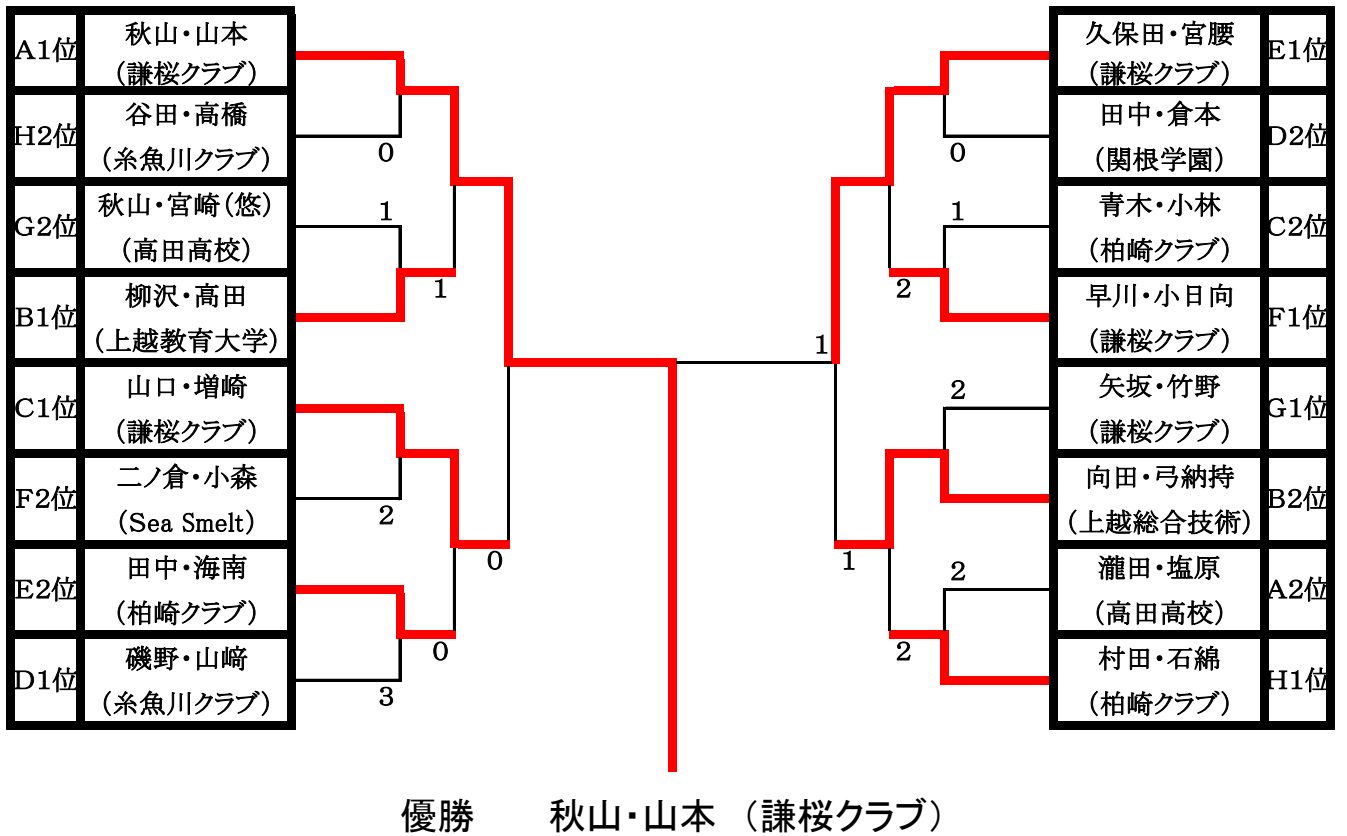 A1位 秋山・山本
(謙桜クラブ)
H2位 谷田・高橋
(糸魚川クラブ)
0
G2位 秋山・宮崎(悠)
(高田高校)
1
B1位 柳沢・高田
(上越教育大学)
1
C1位 山口・増崎
(謙桜クラブ)
F2位 二ノ倉・小森
(Sea Smelt)
2
0
E2位 田中・海南
(柏崎クラブ)
0
D1位 磯野・山﨑
(糸魚川クラブ)
3
久保田・宮腰 E1位
(謙桜クラブ)
田中・倉本 D2位
(関根学園)
0
青木・小林 C2位
(柏崎クラブ)
1
2
早川・小日向 F1位
(謙桜クラブ)
1
矢坂・竹野 G1位
(謙桜クラブ)
2
向田・弓納持 B2位
(上越総合技術)
1
瀧田・塩原 A2位
(高田高校)
2
2
村田・石綿 H1位
(柏崎クラブ)
優勝 秋山・山本 (謙桜クラブ)